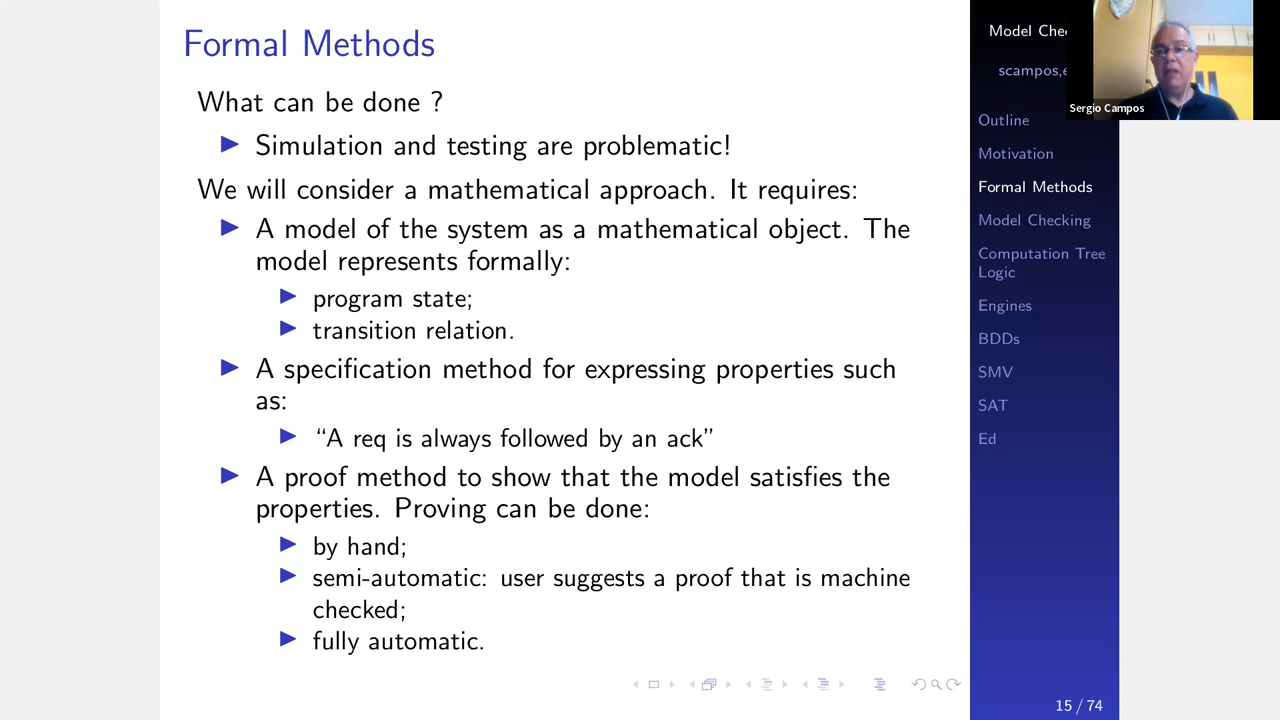 Formal Methods
What can be done ?
Simulation and testing are problematic!
We will consider a mathematical approach. It requires:
A model of the system as a mathematical object. The
model represents formally:
program state;
transition relation.
A specification method for expressing properties such
as:
“A req is always followed by an ack”
A proof method to show that the model satisfies the
properties. Proving can be done:
by hand;
semi-automatic: user suggests a proof that is machine
checked;
fully automatic.
Model Che
scampos,e
Sergio Campos
Outline
Motivation
Formal Methods
Model Checking
Computation Tree
Logic
Engines
BDDs
SMV
SAT
Ed
15 / 74